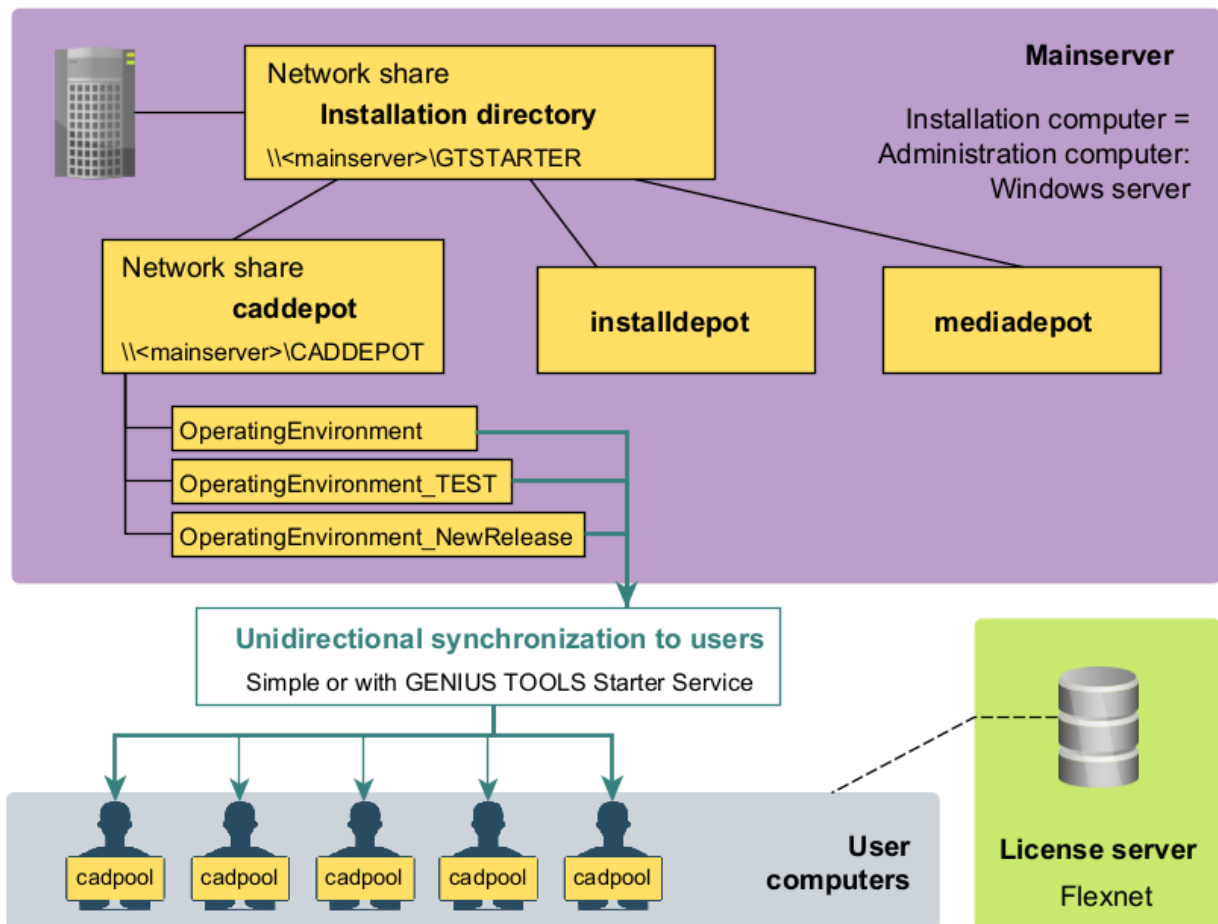 Network share
Installation directory
\\<mainserver>\GTSTARTER
Mainserver
Installation computer =
Administration computer:
Windows server
Network share
caddepot
\\<mainserver>\CADDEPOT
installdepot
mediadepot
OperatingEnvironment
OperatingEnvironment_TEST
OperatingEnvironment_NewRelease
Unidirectional synchronization to users
Simple or with GENIUS TOOLS Starter Service
cadpool
cadpool
cadpool
cadpool
cadpool
User
computers
License server
Flexnet